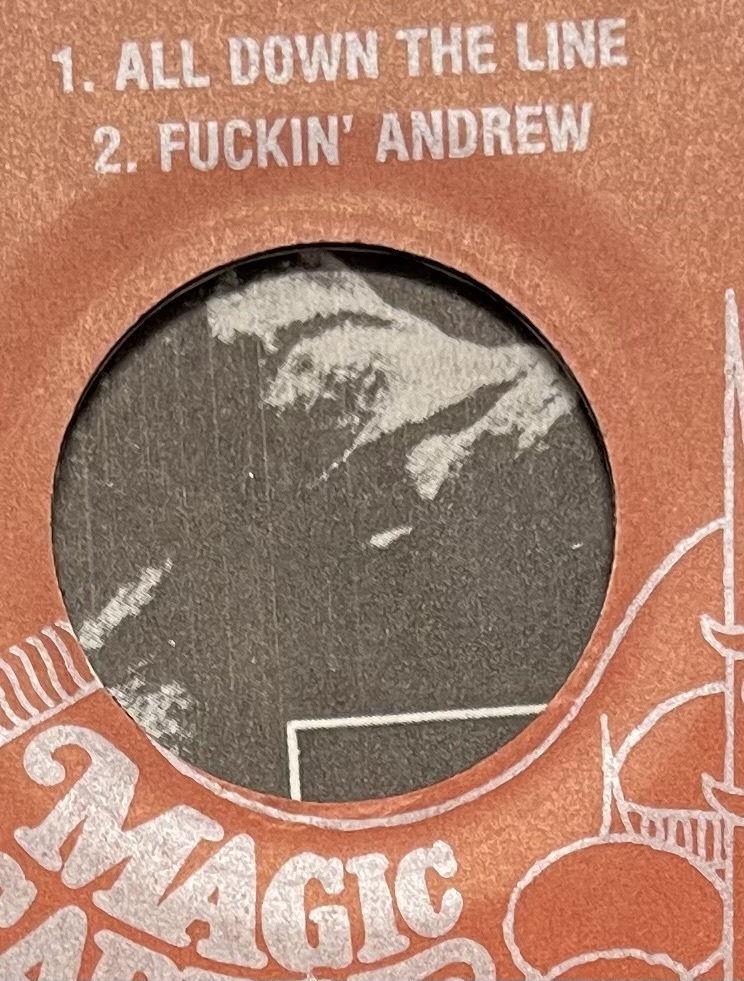 1. ALL DOWN THE LINE
2. FUCKIN' ANDREW
MAGIC